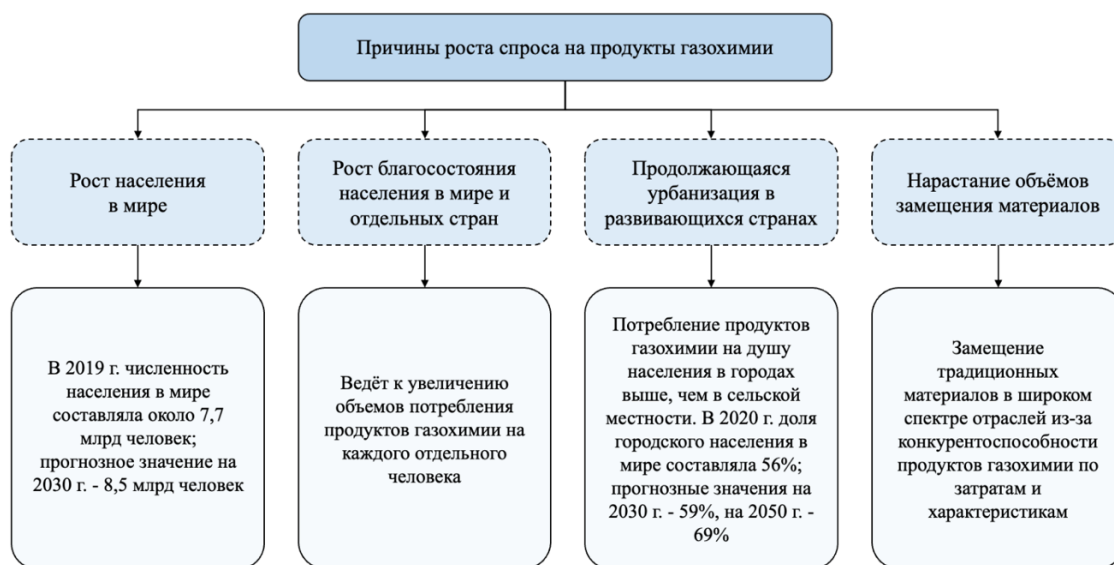 Причины роста спроса на продукты газохимии
Рост населения
в мире
Рост благосостояния
населения в мире и
отдельных стран
Продолжающаяся
урбанизация в
развивающихся странах
Нарастание объёмов
замещения материалов
В 2019 г. численность
населения в мире
составляла около 7,7
млрд человек;
прогнозное значение на
2030 г. - 8,5 млрд человек
Ведёт к увеличению
объемов потребления
продуктов газохимии на
каждого отдельного
человека
Потребление продуктов
газохимии на душу
населения в городах
выше, чем в сельской
местности. В 2020 г. доля
городского населения в
мире составляла 56%;
прогнозные значения на
2030 г. - 59%, на 2050 г. -
69%
Замещение
традиционных
материалов в широком
спектре отраслей из-за
конкурентоспособности
продуктов газохимии по
затратам и
характеристикам